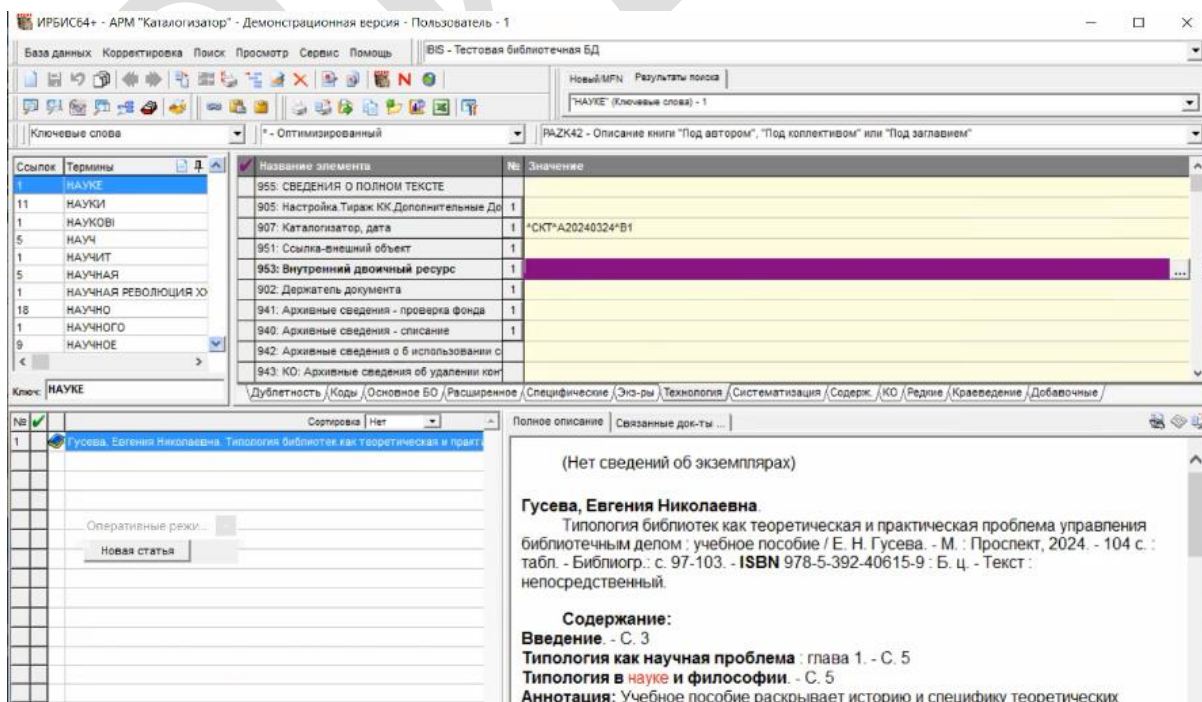 ИРБИС64+ - АРМ "Каталогизатор" - Демонстрационная версия - Пользователь - 1
База данных Корректировка Поиск Просмотр Сервис Помощь
IBIS - Тестовая библиотечная БД
Новый/MFN Результаты поиска
"НАУКЕ" (Ключевые слова) - 1
Ключевые слова
* - Оптимизированный
PAZK42 - Описание книги "Под автором", "Под коллективом" или "Под заглавием"
Ссылок Термины
1 НАУКЕ
11 НАУКИ
1 НАУКОВІ
5 НАУЧ
1 НАУЧИТ
5 НАУЧНАЯ
1 НАУЧНАЯ РЕВОЛЮЦИЯ
18 НАУЧНО
1 НАУЧНОГО
9 НАУЧНОЕ
Ключ: НАУКЕ
Название элемента № Значение
955: СВЕДЕНИЯ О ПОЛНОМ ТЕКСТЕ
905: Настройка.Тираж КК.Дополнительные До 1
907: Каталогизатор, дата 1 ^CКТ^A20240324^B1
951: Ссылка-внешний объект 1
953: Внутренний двоичный ресурс 1 ...
902: Держатель документа 1
941: Архивные сведения - проверка фонда 1
940: Архивные сведения - списание 1
942: Архивные сведения о б использовании с
943: КО: Архивные сведения об удалении кон
Дублетность Коды Основное БО Расширенное Специфические Экз-ры Технология Систематизация Содерж. КО Редкие Краеведение Добавочные
№ Сортировка Нет
1 Гусева, Евгения Николаевна. Типология библиотек как теоретическая и практи
Оперативные режи...
Новая статья
Полное описание Связанные док-ты ...
(Нет сведений об экземплярах)
Гусева, Евгения Николаевна.
Типология библиотек как теоретическая и практическая проблема управления
библиотечным делом : учебное пособие / Е. Н. Гусева. - М. : Проспект, 2024. - 104 с. :
табл. - Библиогр.: с. 97-103. - ISBN 978-5-392-40615-9 : Б. ц. - Текст :
непосредственный.
Содержание:
Введение. - С. 3
Типология как научная проблема : глава 1. - С. 5
Типология в науке и философии. - С. 5
Аннотация: Учебное пособие раскрывает историю и специфику теоретических